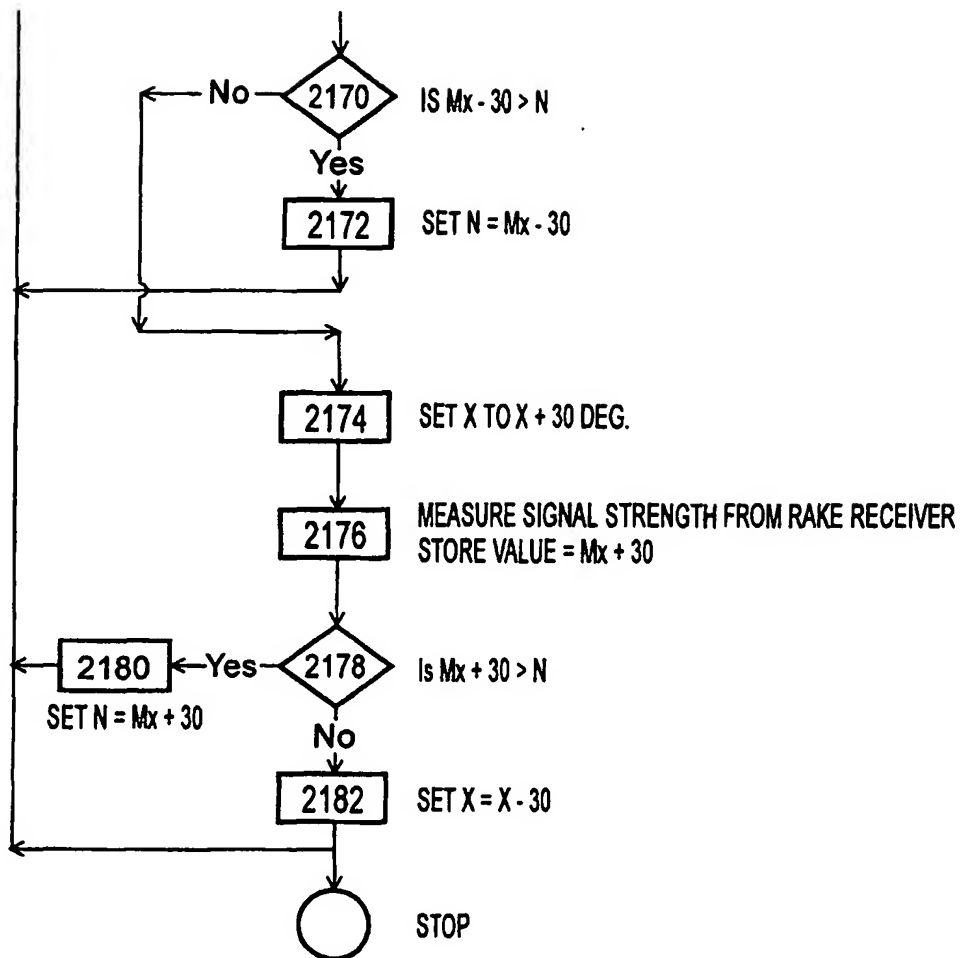 No 2170 IS Mx - 30 > N
Yes
2172 SET N = Mx - 30
2174 SET X TO X + 30 DEG.
2176 MEASURE SIGNAL STRENGTH FROM RAKE RECEIVER
STORE VALUE = Mx + 30
2180 Yes 2178 Is Mx + 30 > N
SET N = Mx + 30
No
2182 SET X = X - 30
STOP